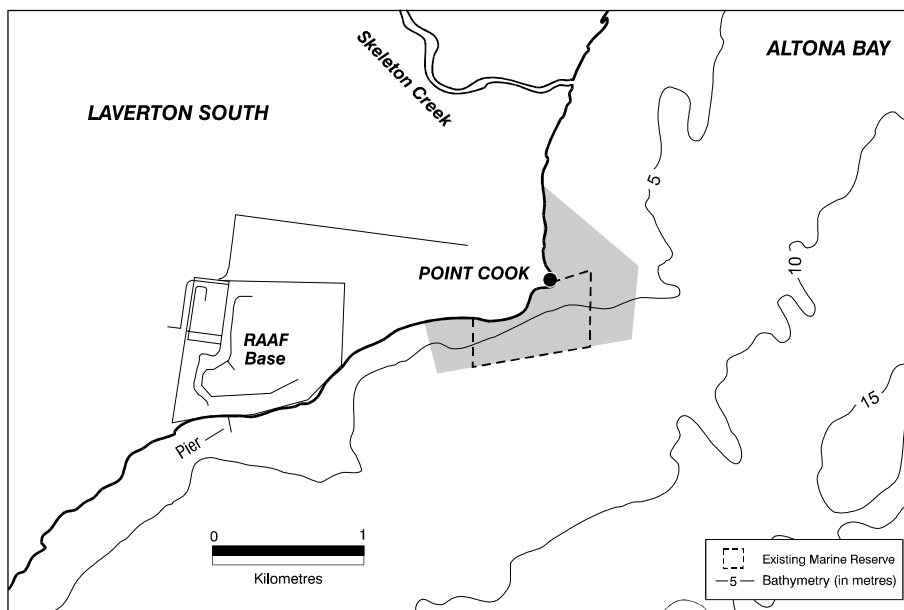 ALTONA BAY
Skeleton Creek
LAVERTON SOUTH
5
10
POINT COOK
RAAF
Base
15
Pier
0 1
Kilometres
Existing Marine Reserve
5 Bathymetry (in metres)